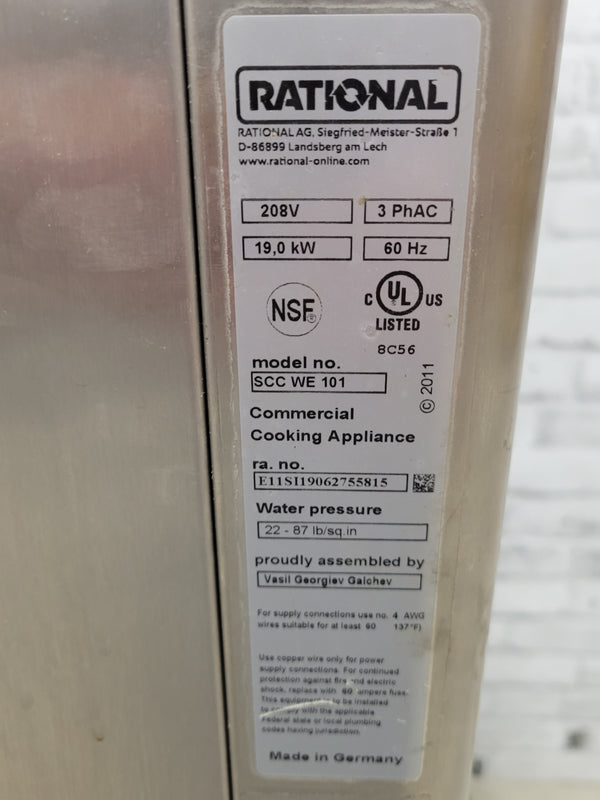 RATIONAL
RATIONAL AG, Siegfried-Meister-Straße 1
D-86899 Landsberg am Lech
www.rational-online.com
208V 3 PhAC
19,0 kW 60 Hz
NSF®
C UL US
LISTED
8C56
model no.
SCC WE 101
© 2011
Commercial
Cooking Appliance
ra. no.
E11SI19062755815
Water pressure
22 - 87 lb/sq.in
proudly assembled by
Vasil Georgiev Galchev
For supply connections use no. 4 AWG
wires suitable for at least 60 137°F)
Use copper wire only for power
supply connections. For continued
protection against fire and electric
shock, replace with 60 ampere fuse.
This equipment is to be installed
to comply with the applicable
Federal state or local plumbing
codes having jurisdiction.
Made in Germany